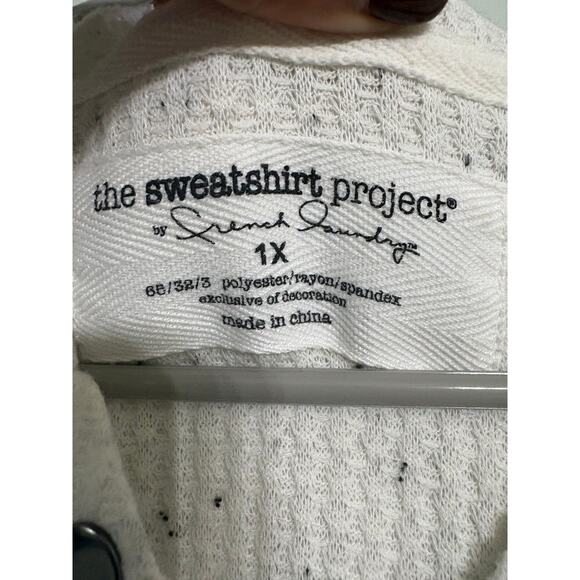 the sweatshirt project®
by French Laundry™
1X
65/32/3 polyester/rayon/spandex
exclusive of decoration
made in china